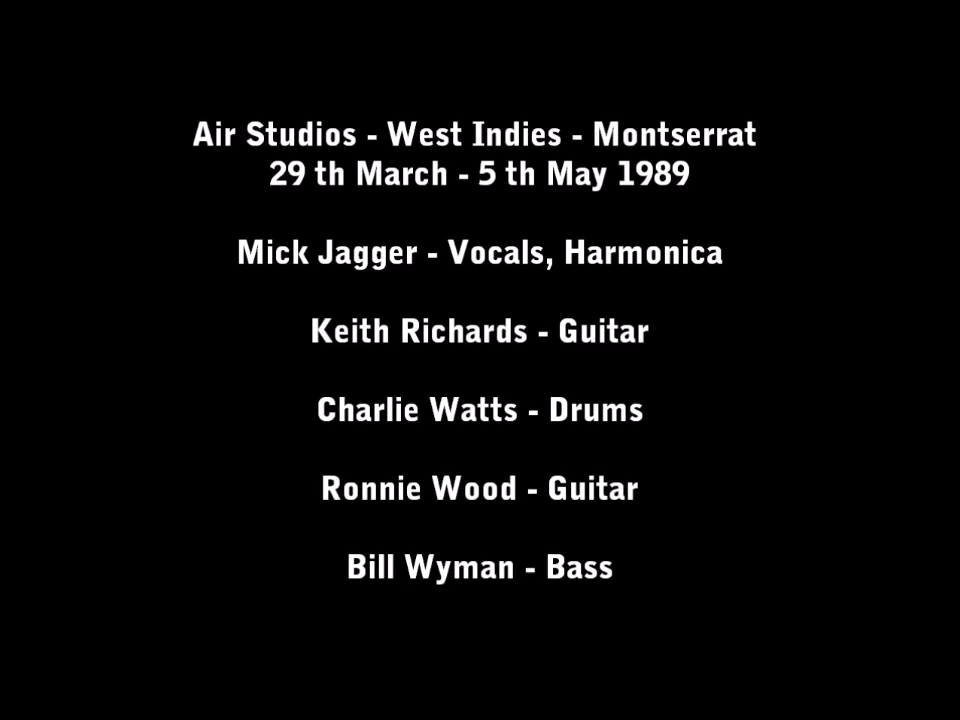 Air Studios - West Indies - Montserrat
29 th March - 5 th May 1989
Mick Jagger - Vocals, Harmonica
Keith Richards - Guitar
Charlie Watts - Drums
Ronnie Wood - Guitar
Bill Wyman - Bass